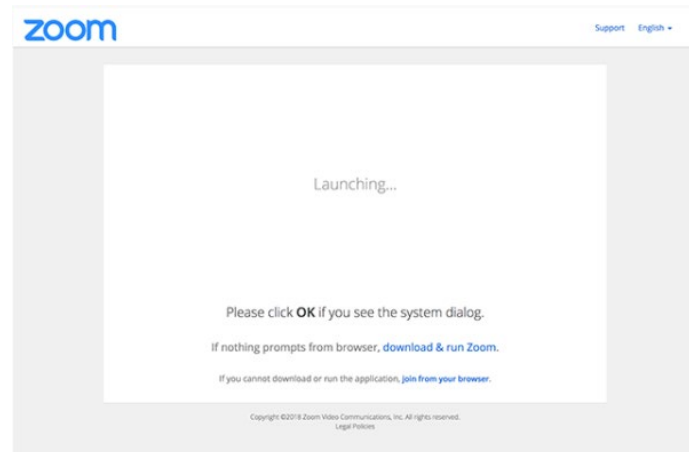 zoom
Support English
Launching...
Please click OK if you see the system dialog.
If nothing prompts from browser, download & run Zoom.
If you cannot download or run the application, join from your browser.
Copyright ©2018 Zoom Video Communications, Inc. All rights reserved.
Legal Policies